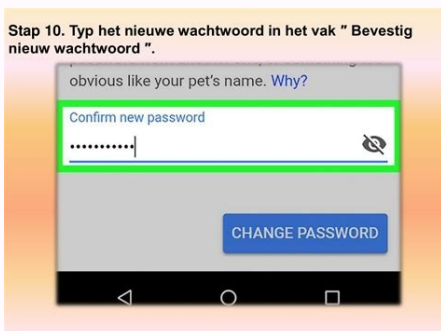 Stap 10. Typ het nieuwe wachtwoord in het vak " Bevestig
nieuw wachtwoord ".
obvious like your pet's name. Why?
Confirm new password
•••••••••••
CHANGE PASSWORD